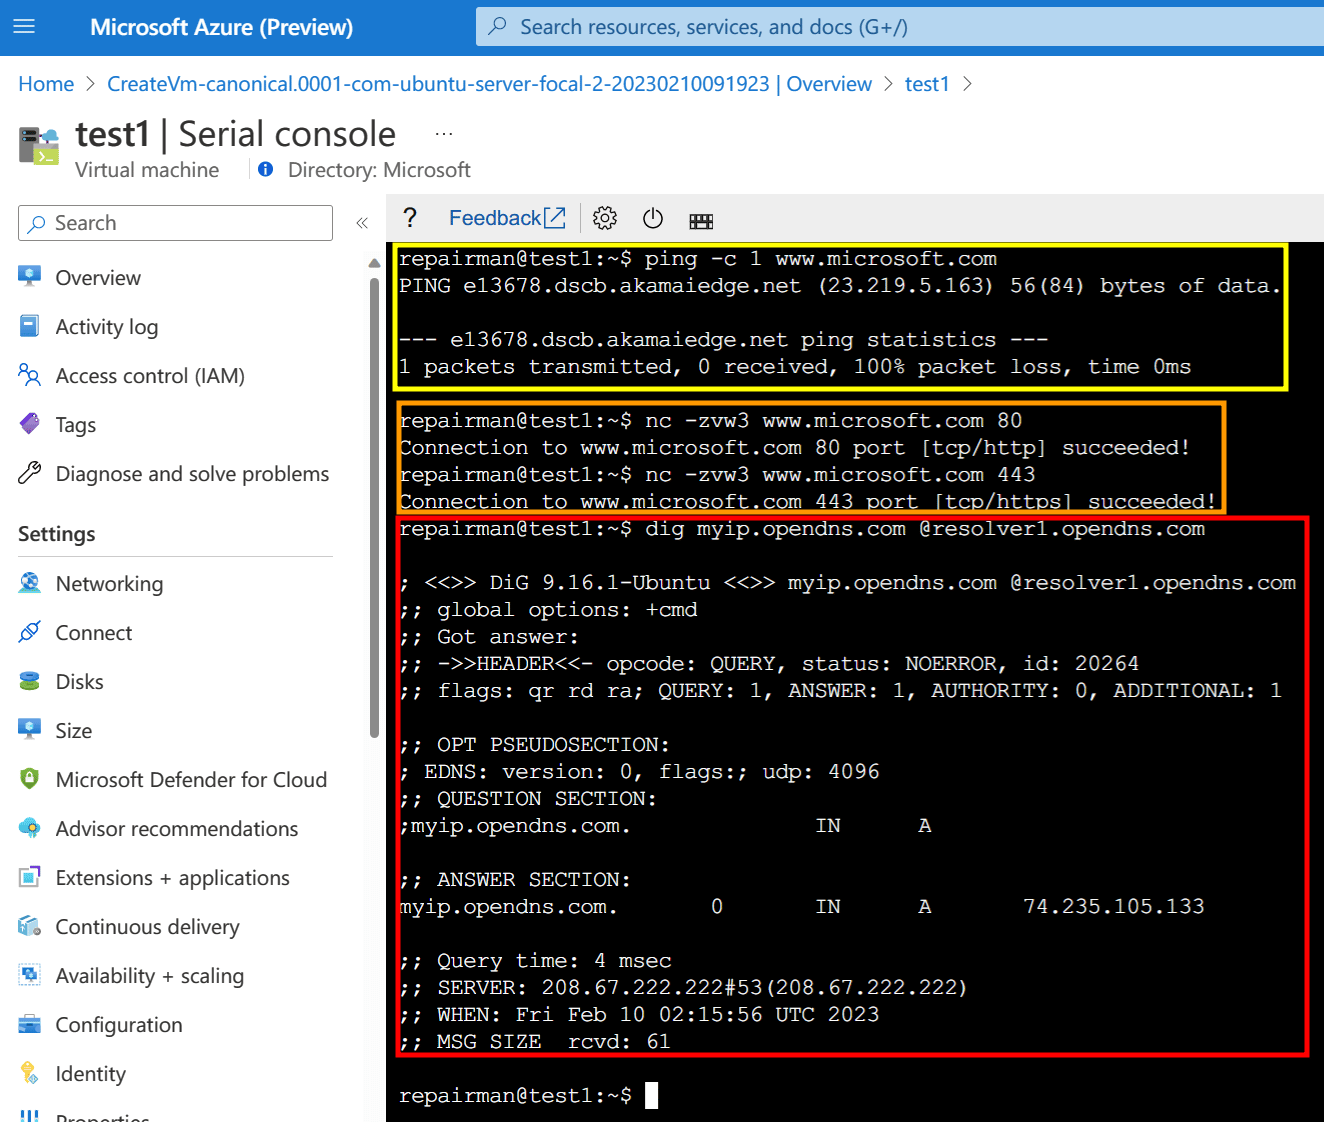 Microsoft Azure (Preview)
Search resources, services, and docs (G+/)
Home > CreateVm-canonical.0001-com-ubuntu-server-focal-2-20230210091923 | Overview > test1 >
test1 | Serial console ...
Virtual machine
Directory: Microsoft
Search
«
Overview
Activity log
Access control (IAM)
Tags
Diagnose and solve problems
Settings
Networking
Connect
Disks
Size
Microsoft Defender for Cloud
Advisor recommendations
Extensions + applications
Continuous delivery
Availability + scaling
Configuration
Identity
Properties
? Feedback
repairman@test1:~$ ping -c 1 www.microsoft.com
PING e13678.dscb.akamaiedge.net (23.219.5.163) 56(84) bytes of data.
--- e13678.dscb.akamaiedge.net ping statistics ---
1 packets transmitted, 0 received, 100% packet loss, time 0ms
repairman@test1:~$ nc -zvw3 www.microsoft.com 80
Connection to www.microsoft.com 80 port [tcp/http] succeeded!
repairman@test1:~$ nc -zvw3 www.microsoft.com 443
Connection to www.microsoft.com 443 port [tcp/https] succeeded!
repairman@test1:~$ dig myip.opendns.com @resolver1.opendns.com
; <<>> DiG 9.16.1-Ubuntu <<>> myip.opendns.com @resolver1.opendns.com
;; global options: +cmd
;; Got answer:
;; ->>HEADER<<- opcode: QUERY, status: NOERROR, id: 20264
;; flags: qr rd ra; QUERY: 1, ANSWER: 1, AUTHORITY: 0, ADDITIONAL: 1
;; OPT PSEUDOSECTION:
; EDNS: version: 0, flags:; udp: 4096
;; QUESTION SECTION:
;myip.opendns.com. IN A
;; ANSWER SECTION:
myip.opendns.com. 0 IN A 74.235.105.133
;; Query time: 4 msec
;; SERVER: 208.67.222.222#53(208.67.222.222)
;; WHEN: Fri Feb 10 02:15:56 UTC 2023
;; MSG SIZE rcvd: 61
repairman@test1:~$